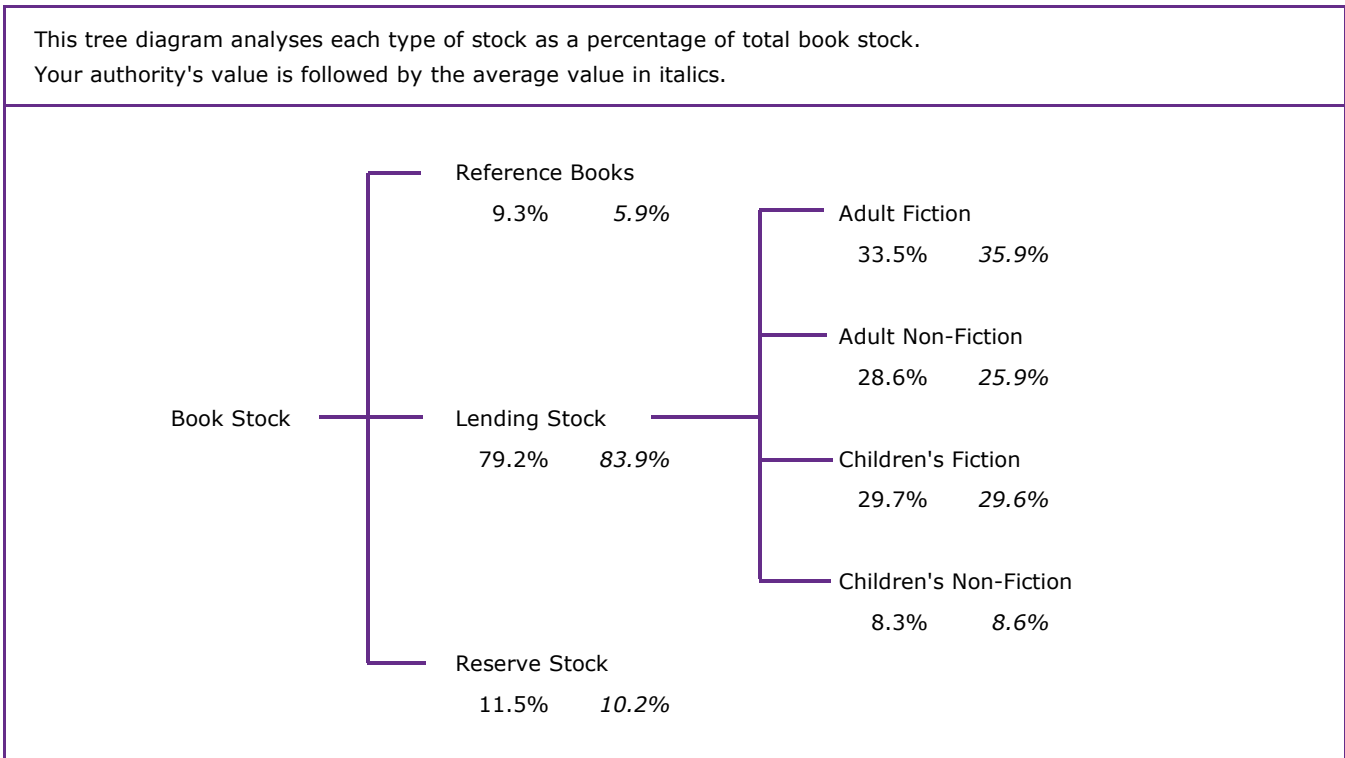 This tree diagram analyses each type of stock as a percentage of total book stock.
Your authority's value is followed by the average value in italics.
Reference Books
9.3% 5.9%
Adult Fiction
33.5% 35.9%
Adult Non-Fiction
28.6% 25.9%
Book Stock
Lending Stock
79.2% 83.9%
Children's Fiction
29.7% 29.6%
Children's Non-Fiction
8.3% 8.6%
Reserve Stock
11.5% 10.2%